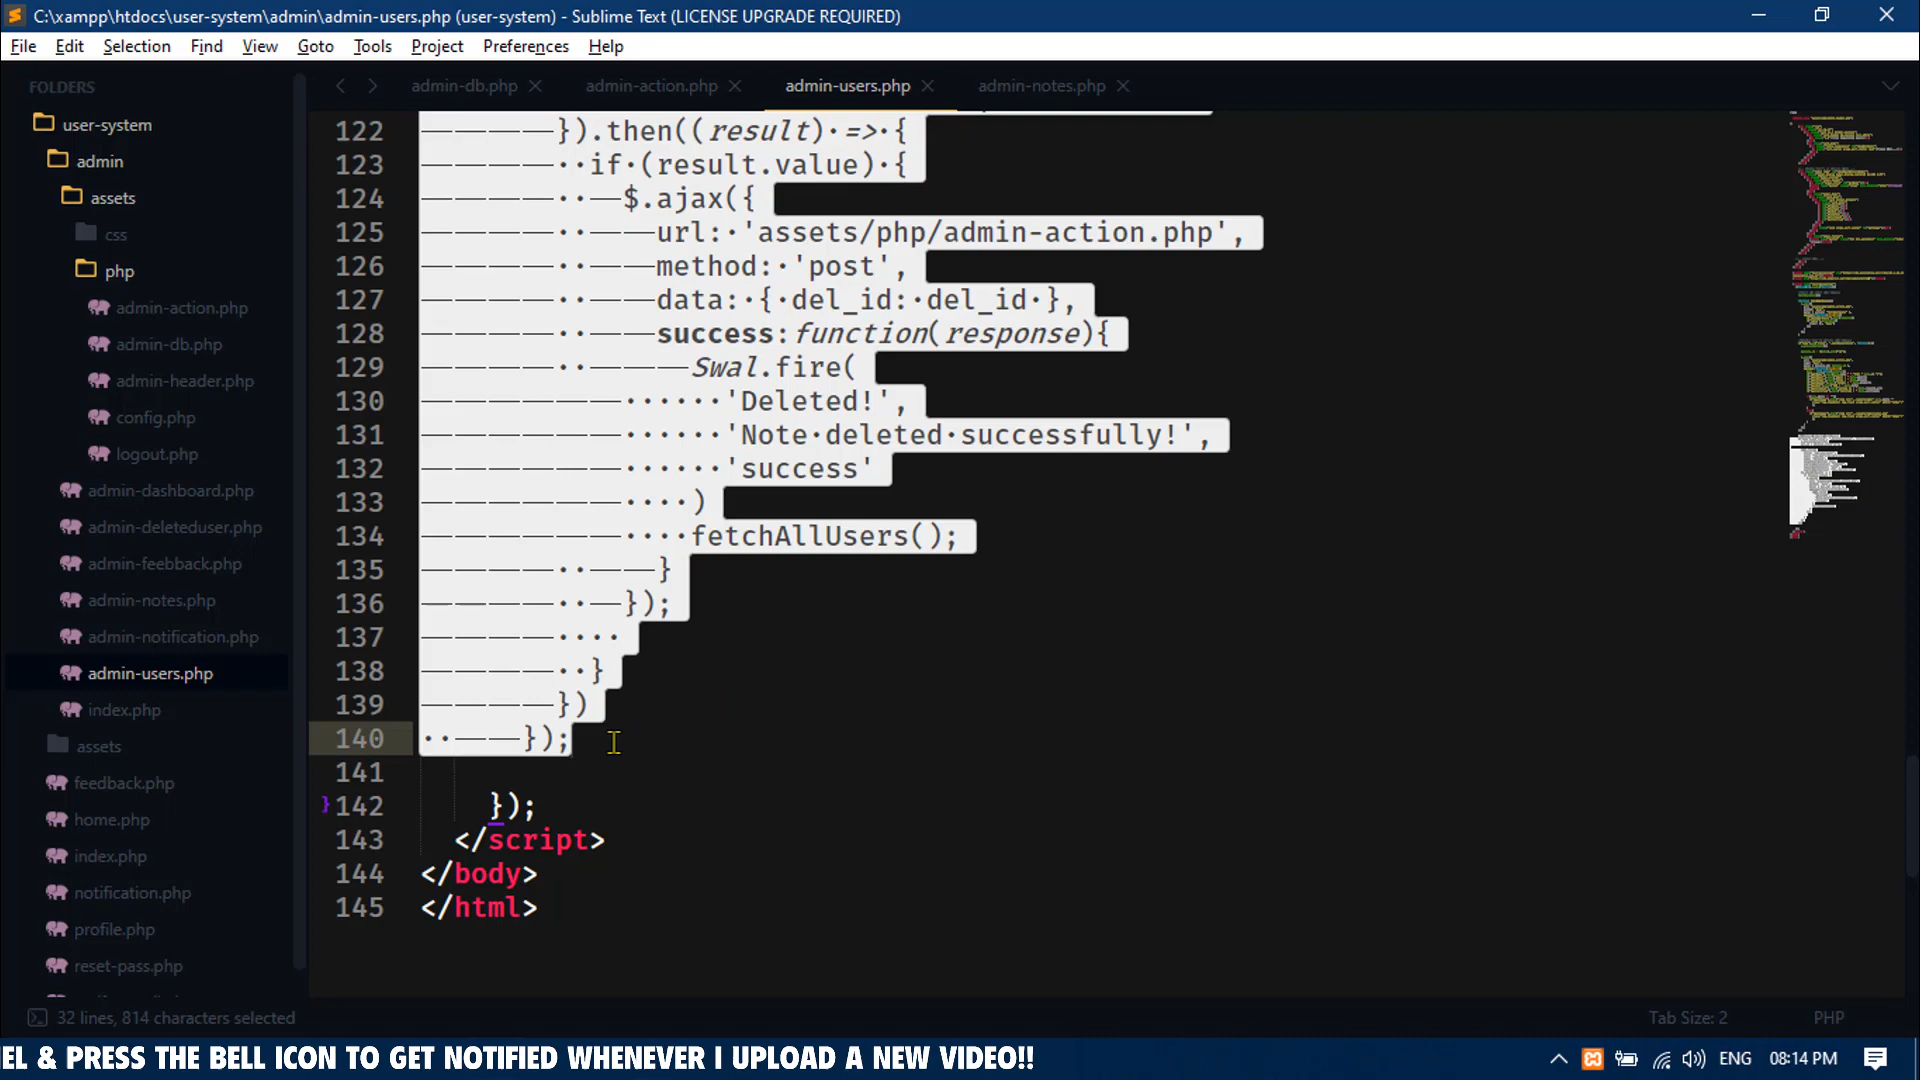 C:\xampp\htdocs\user-system\admin\admin-users.php (user-system) - Sublime Text (LICENSE UPGRADE REQUIRED)
File Edit Selection Find View Goto Tools Project Preferences Help
FOLDERS
user-system
admin
assets
css
php
admin-action.php
admin-db.php
admin-header.php
config.php
logout.php
admin-dashboard.php
admin-deleteduser.php
admin-feebback.php
admin-notes.php
admin-notification.php
admin-users.php
index.php
assets
feedback.php
home.php
index.php
notification.php
profile.php
reset-pass.php
admin-db.php admin-action.php admin-users.php admin-notes.php
122 }).then((result) => {
123 if (result.value) {
124 $.ajax({
125 url: 'assets/php/admin-action.php',
126 method: 'post',
127 data: { del_id: del_id },
128 success:function(response){
129 Swal.fire(
130 'Deleted!',
131 'Note deleted successfully!',
132 'success'
133 )
134 fetchAllUsers();
135 }
136 });
137
138 }
139 })
140 });
141
142 });
143 </script>
144 </body>
145 </html>
32 lines, 814 characters selected
Tab Size: 2 PHP
EL & PRESS THE BELL ICON TO GET NOTIFIED WHENEVER I UPLOAD A NEW VIDEO!!
ENG 08:14 PM